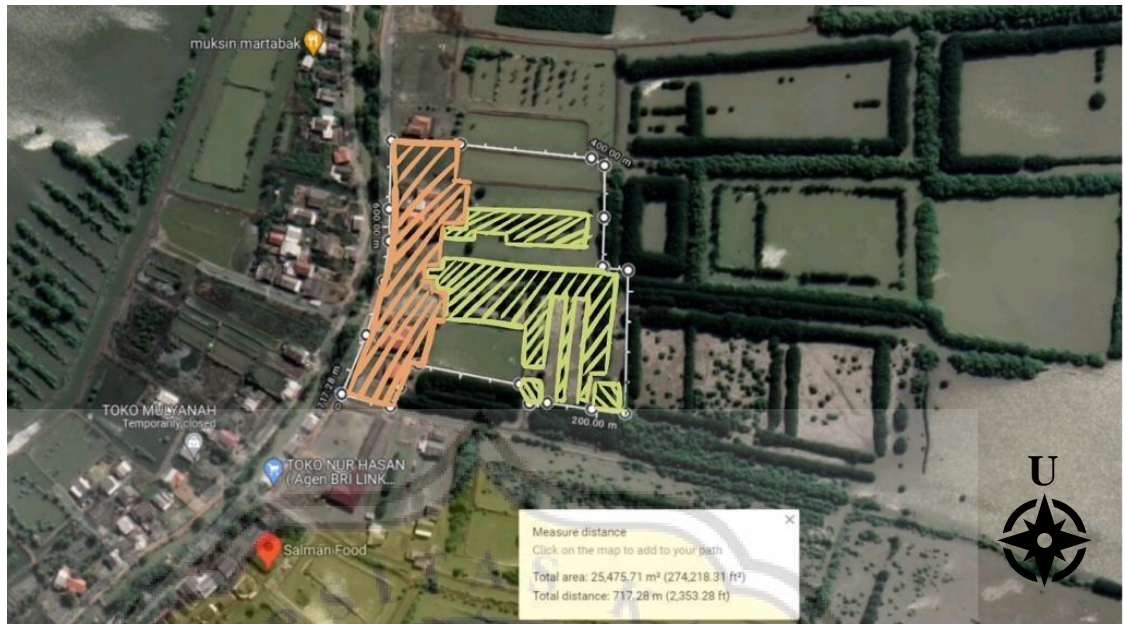 muksin martabak
400.00 m
600.00 m
717.28 m
200.00 m
TOKO MULYANAH
Temporarily closed
TOKO NUR HASAN
( Agen BRI LINK...
Salman Food
Measure distance
Click on the map to add to your path
Total area: 25,475.71 m² (274,218.31 ft²)
Total distance: 717.28 m (2,353.28 ft)
U